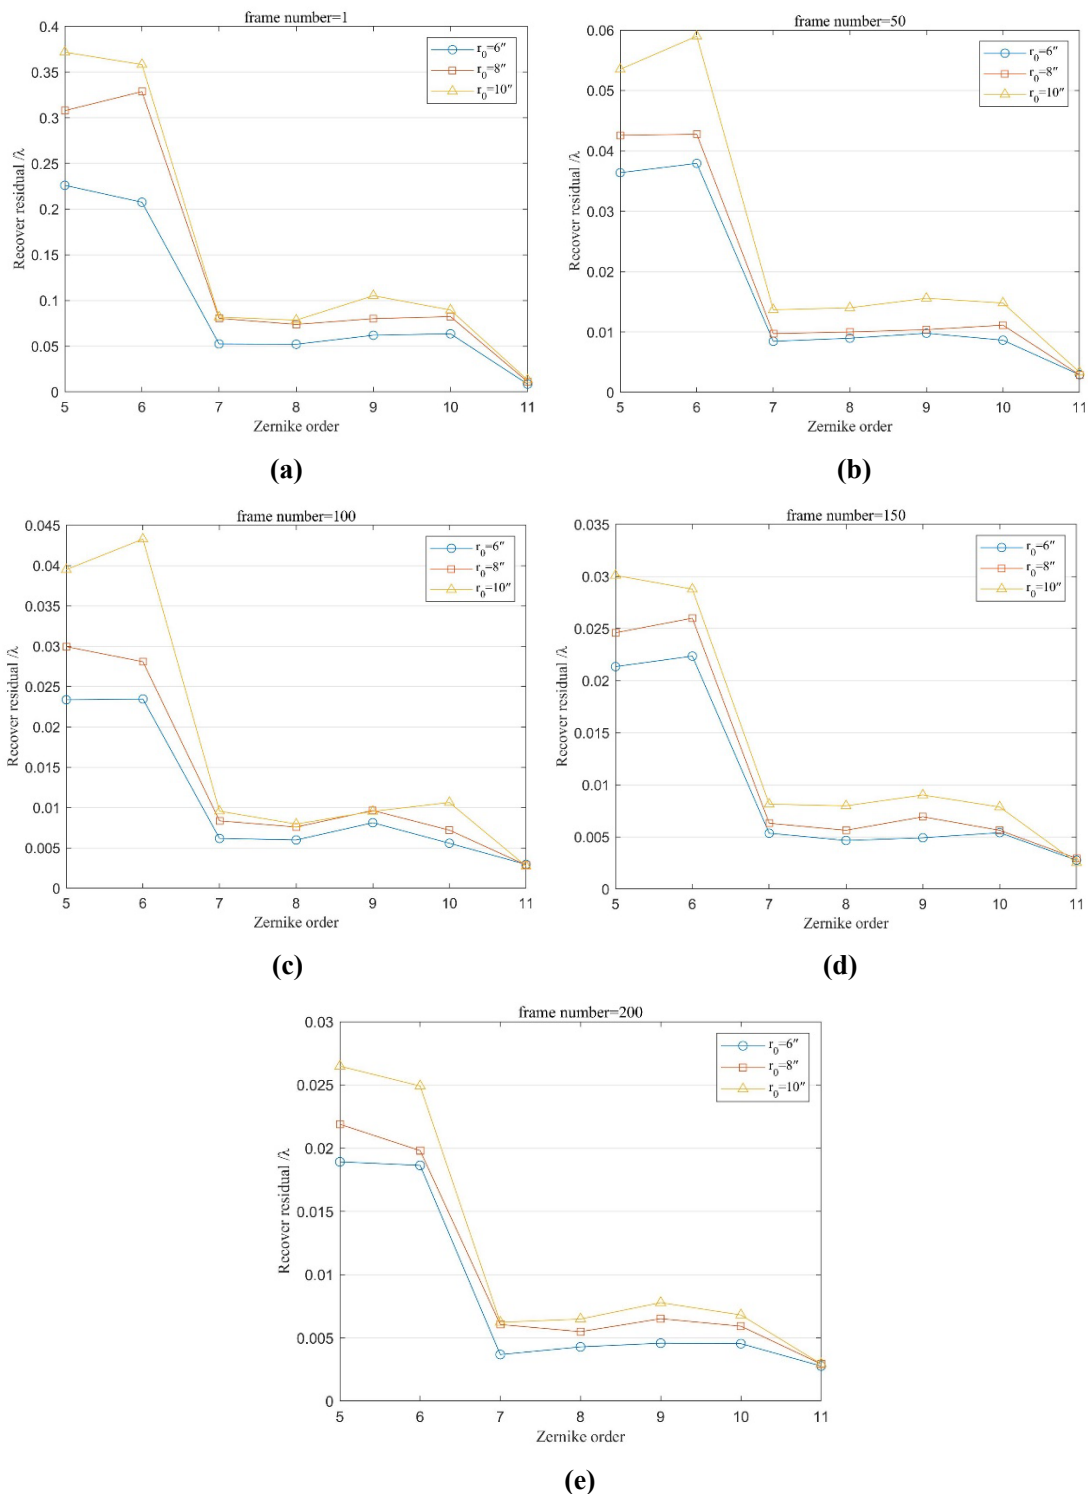 frame number=1
r0=6″
r0=8″
r0=10″
0.4
0.35
0.3
0.25
0.2
0.15
0.1
0.05
0
Recover residual /λ
5 6 7 8 9 10 11
Zernike order
(a)
frame number=50
r0=6″
r0=8″
r0=10″
0.06
0.05
0.04
0.03
0.02
0.01
0
Recover residual /λ
5 6 7 8 9 10 11
Zernike order
(b)
frame number=100
r0=6″
r0=8″
r0=10″
0.045
0.04
0.035
0.03
0.025
0.02
0.015
0.01
0.005
0
Recover residual /λ
5 6 7 8 9 10 11
Zernike order
(c)
frame number=150
r0=6″
r0=8″
r0=10″
0.035
0.03
0.025
0.02
0.015
0.01
0.005
0
Recover residual /λ
5 6 7 8 9 10 11
Zernike order
(d)
frame number=200
r0=6″
r0=8″
r0=10″
0.03
0.025
0.02
0.015
0.01
0.005
0
Recover residual /λ
5 6 7 8 9 10 11
Zernike order
(e)